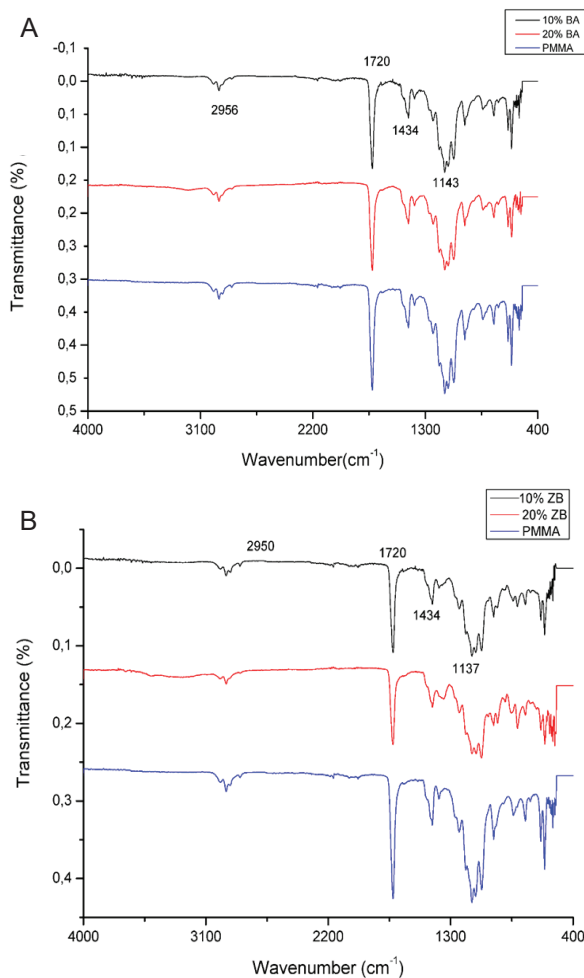 A
10% BA
20% BA
PMMA
-0,1
0,0
0,1
0,1
0,2
0,2
0,3
0,3
0,4
0,4
0,5
0,5
Transmittance (%)
2956
1720
1434
1143
4000 3100 2200 1300 400
Wavenumber(cm-1)
B
10% ZB
20% ZB
PMMA
0,0
0,1
0,2
0,3
0,4
Transmittance (%)
2950
1720
1434
1137
4000 3100 2200 1300 400
Wavenumber(cm-1)